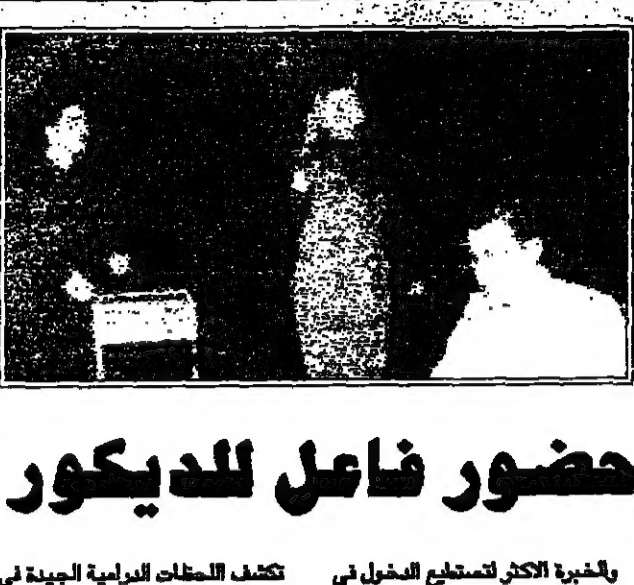 حضور فاعل للديكور
والخبرة الاكثر لتستطيع الدخول في
تكشف اللحظات الدرامية الجيدة في